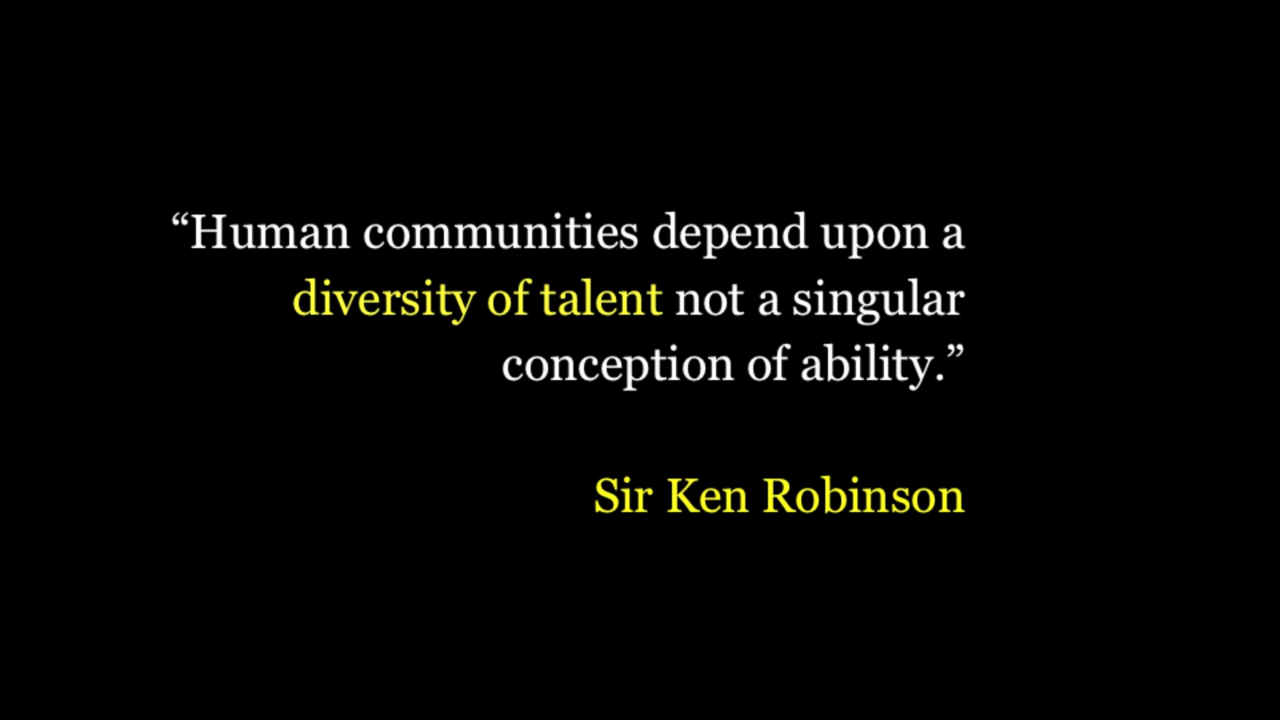 “Human communities depend upon a
diversity of talent not a singular
conception of ability.”
Sir Ken Robinson